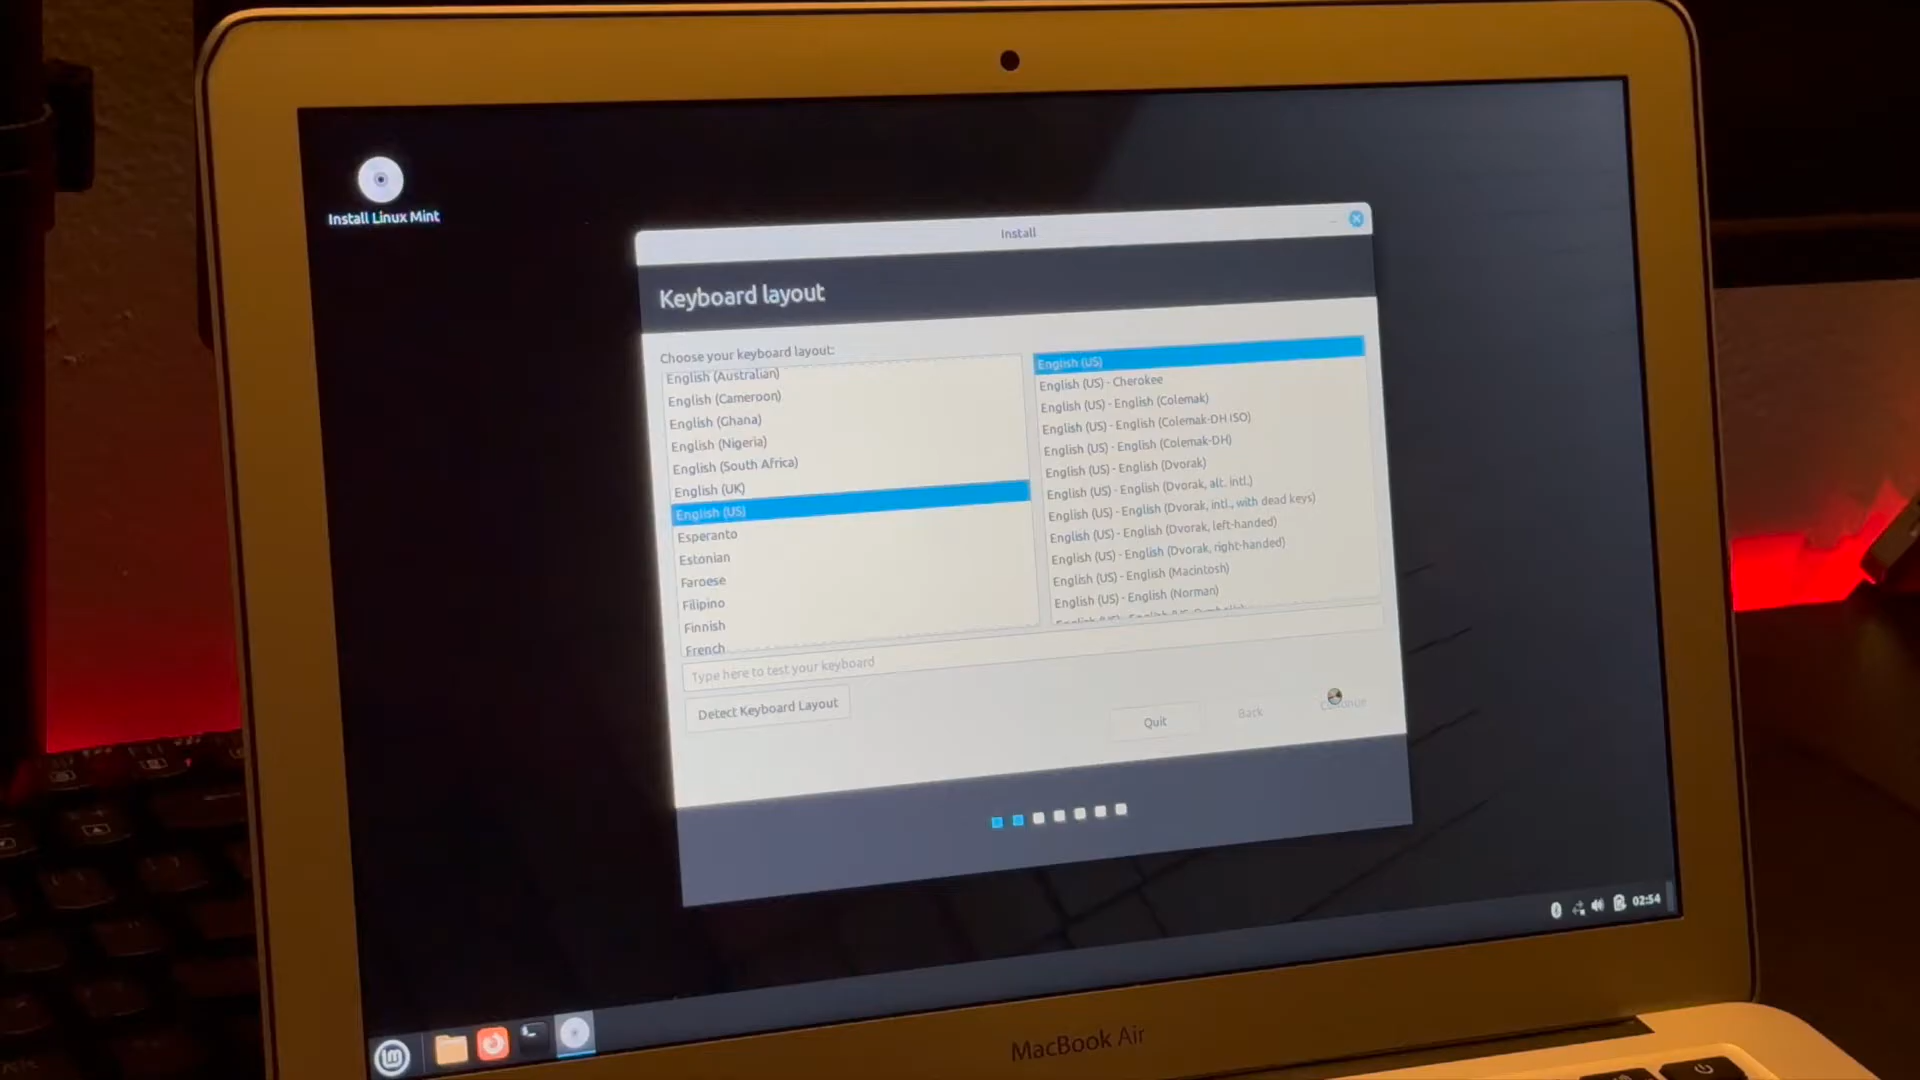 Install Linux Mint
Install
Keyboard layout
Choose your keyboard layout:
English (Australian)
English (Cameroon)
English (Ghana)
English (Nigeria)
English (South Africa)
English (UK)
English (US)
Esperanto
Estonian
Faroese
Filipino
Finnish
French
English (US)
English (US) - Cherokee
English (US) - English (Colemak)
English (US) - English (Colemak-DH ISO)
English (US) - English (Colemak-DH)
English (US) - English (Dvorak)
English (US) - English (Dvorak, alt. intl.)
English (US) - English (Dvorak, intl., with dead keys)
English (US) - English (Dvorak, left-handed)
English (US) - English (Dvorak, right-handed)
English (US) - English (Macintosh)
English (US) - English (Norman)
Type here to test your keyboard
Detect Keyboard Layout
Quit
Back
Continue
02:54
MacBook Air